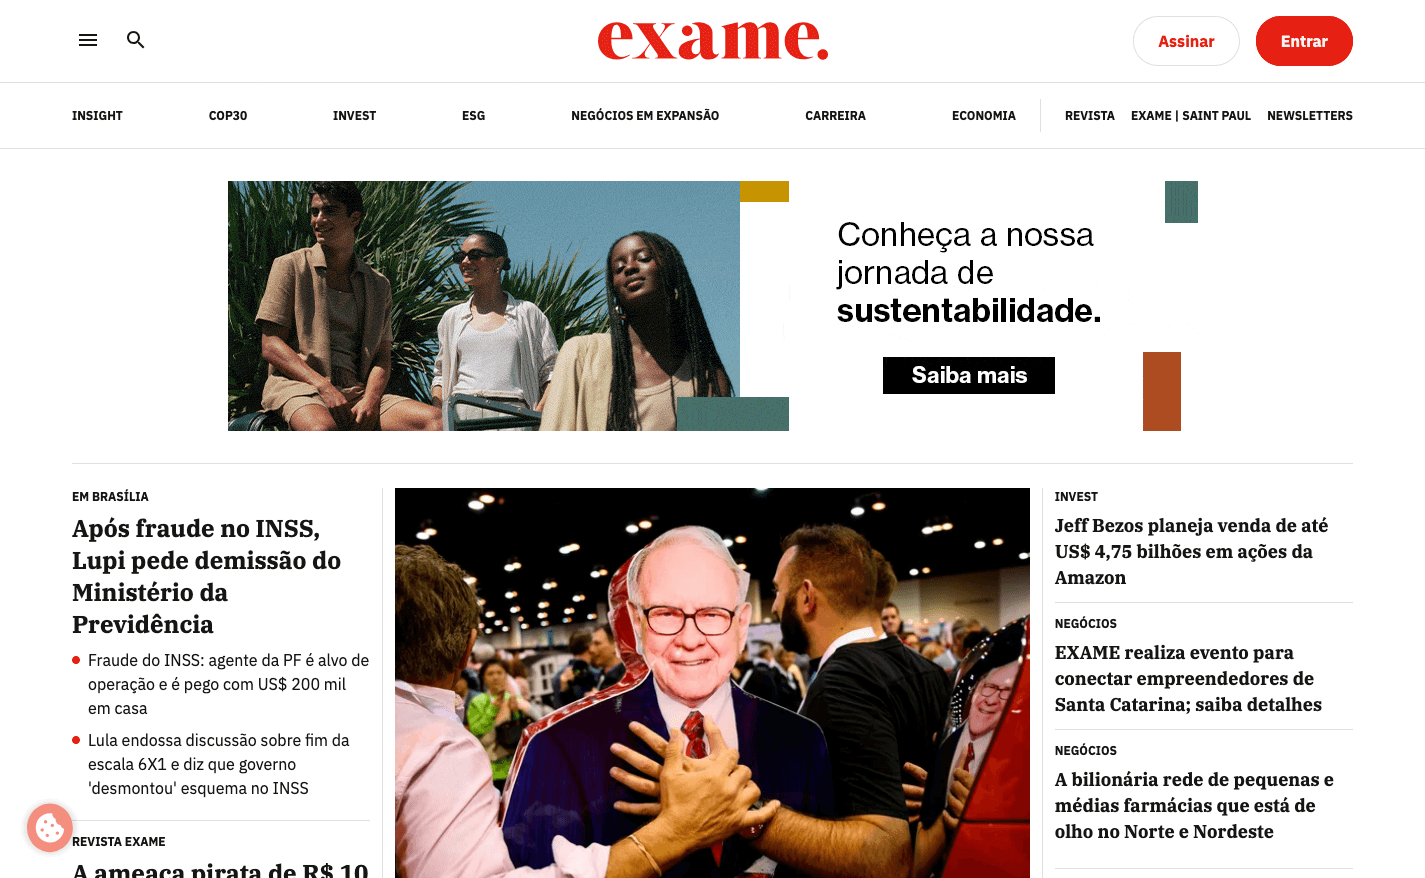 exame.
Assinar
Entrar
INSIGHT
COP30
INVEST
ESG
NEGÓCIOS EM EXPANSÃO
CARREIRA
ECONOMIA
REVISTA
EXAME | SAINT PAUL
NEWSLETTERS
Conheça a nossa
jornada de
sustentabilidade.
Saiba mais
EM BRASÍLIA
Após fraude no INSS,
Lupi pede demissão do
Ministério da
Previdência
Fraude do INSS: agente da PF é alvo de
operação e é pego com US$ 200 mil
em casa
Lula endossa discussão sobre fim da
escala 6X1 e diz que governo
'desmontou' esquema no INSS
REVISTA EXAME
A ameaça pirata de R$ 10
INVEST
Jeff Bezos planeja venda de até
US$ 4,75 bilhões em ações da
Amazon
NEGÓCIOS
EXAME realiza evento para
conectar empreendedores de
Santa Catarina; saiba detalhes
NEGÓCIOS
A bilionária rede de pequenas e
médias farmácias que está de
olho no Norte e Nordeste